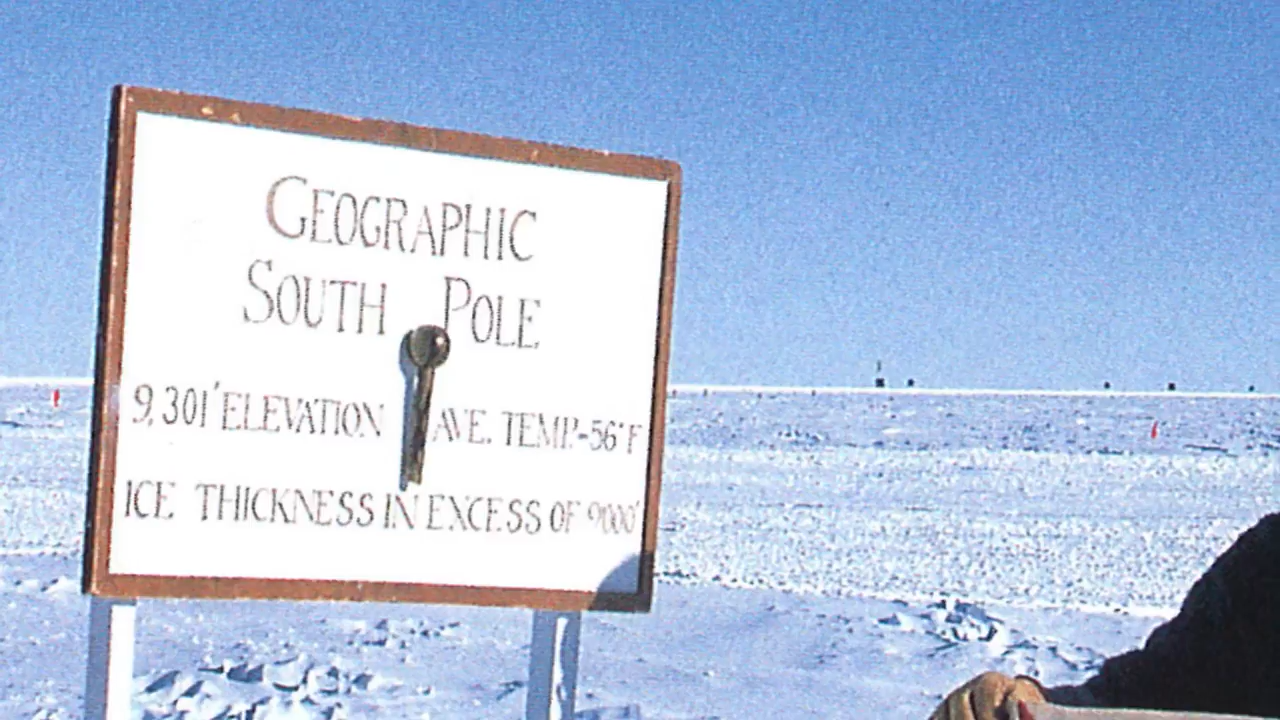 GEOGRAPHIC
SOUTH POLE
9,301' ELEVATION AVE. TEMP.-56°F
ICE THICKNESS IN EXCESS OF 9000'